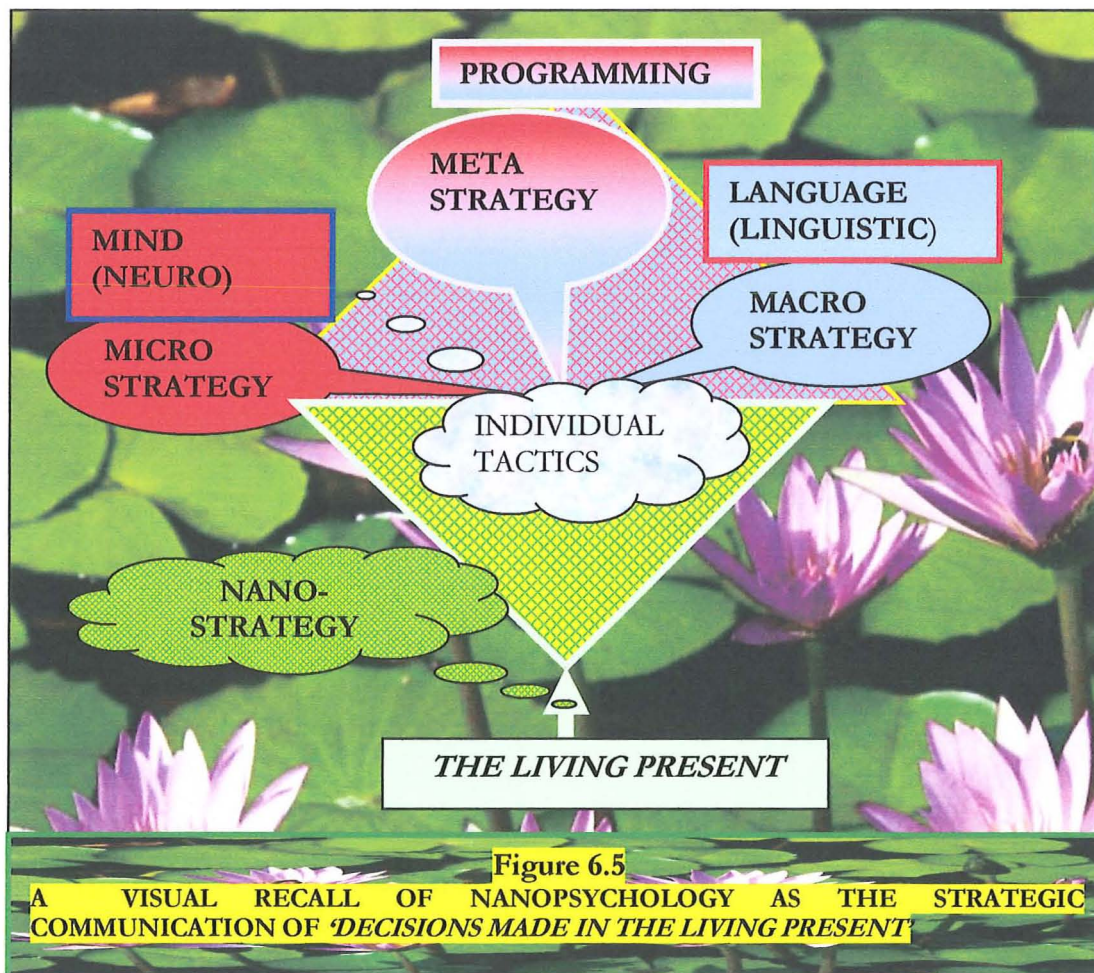 PROGRAMMING
META
STRATEGY
LANGUAGE
(LINGUISTIC)
MIND
(NEURO)
MACRO
STRATEGY
MICRO
STRATEGY
INDIVIDUAL
TACTICS
NANO-
STRATEGY
THE LIVING PRESENT
Figure 6.5
A VISUAL RECALL OF NANOPSYCHOLOGY AS THE STRATEGIC
COMMUNICATION OF ‘DECISIONS MADE IN THE LIVING PRESENT’